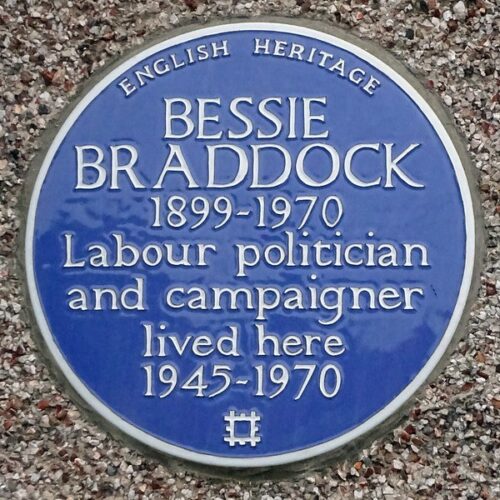 ENGLISH HERITAGE
BESSIE
BRADDOCK
1899-1970
Labour politician
and campaigner
lived here
1945-1970